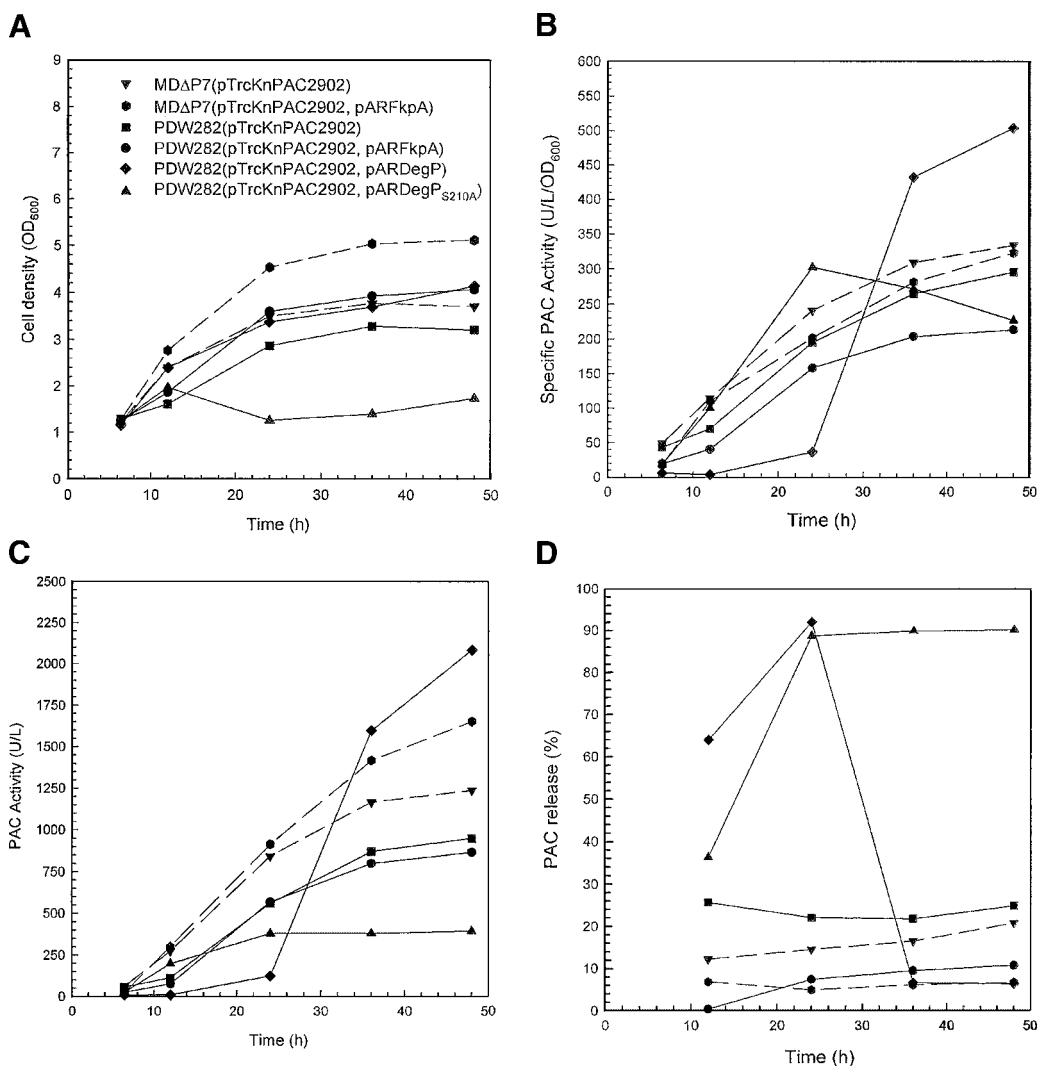 A
9
8
7
6
5
4
3
2
1
0
Cell density (OD600)
MDΔP7(pTrcKnPAC2902)
MDΔP7(pTrcKnPAC2902, pARFkpA)
PDW282(pTrcKnPAC2902)
PDW282(pTrcKnPAC2902, pARFkpA)
PDW282(pTrcKnPAC2902, pARDegP)
PDW282(pTrcKnPAC2902, pARDegPS210A)
0 10 20 30 40 50
Time (h)
B
600
550
500
450
400
350
300
250
200
150
100
50
0
Specific PAC Activity (U/L/OD600)
0 10 20 30 40 50
Time (h)
C
2500
2250
2000
1750
1500
1250
1000
750
500
250
0
PAC Activity (U/L)
0 10 20 30 40 50
Time (h)
D
100
90
80
70
60
50
40
30
20
10
0
PAC release (%)
0 10 20 30 40 50
Time (h)